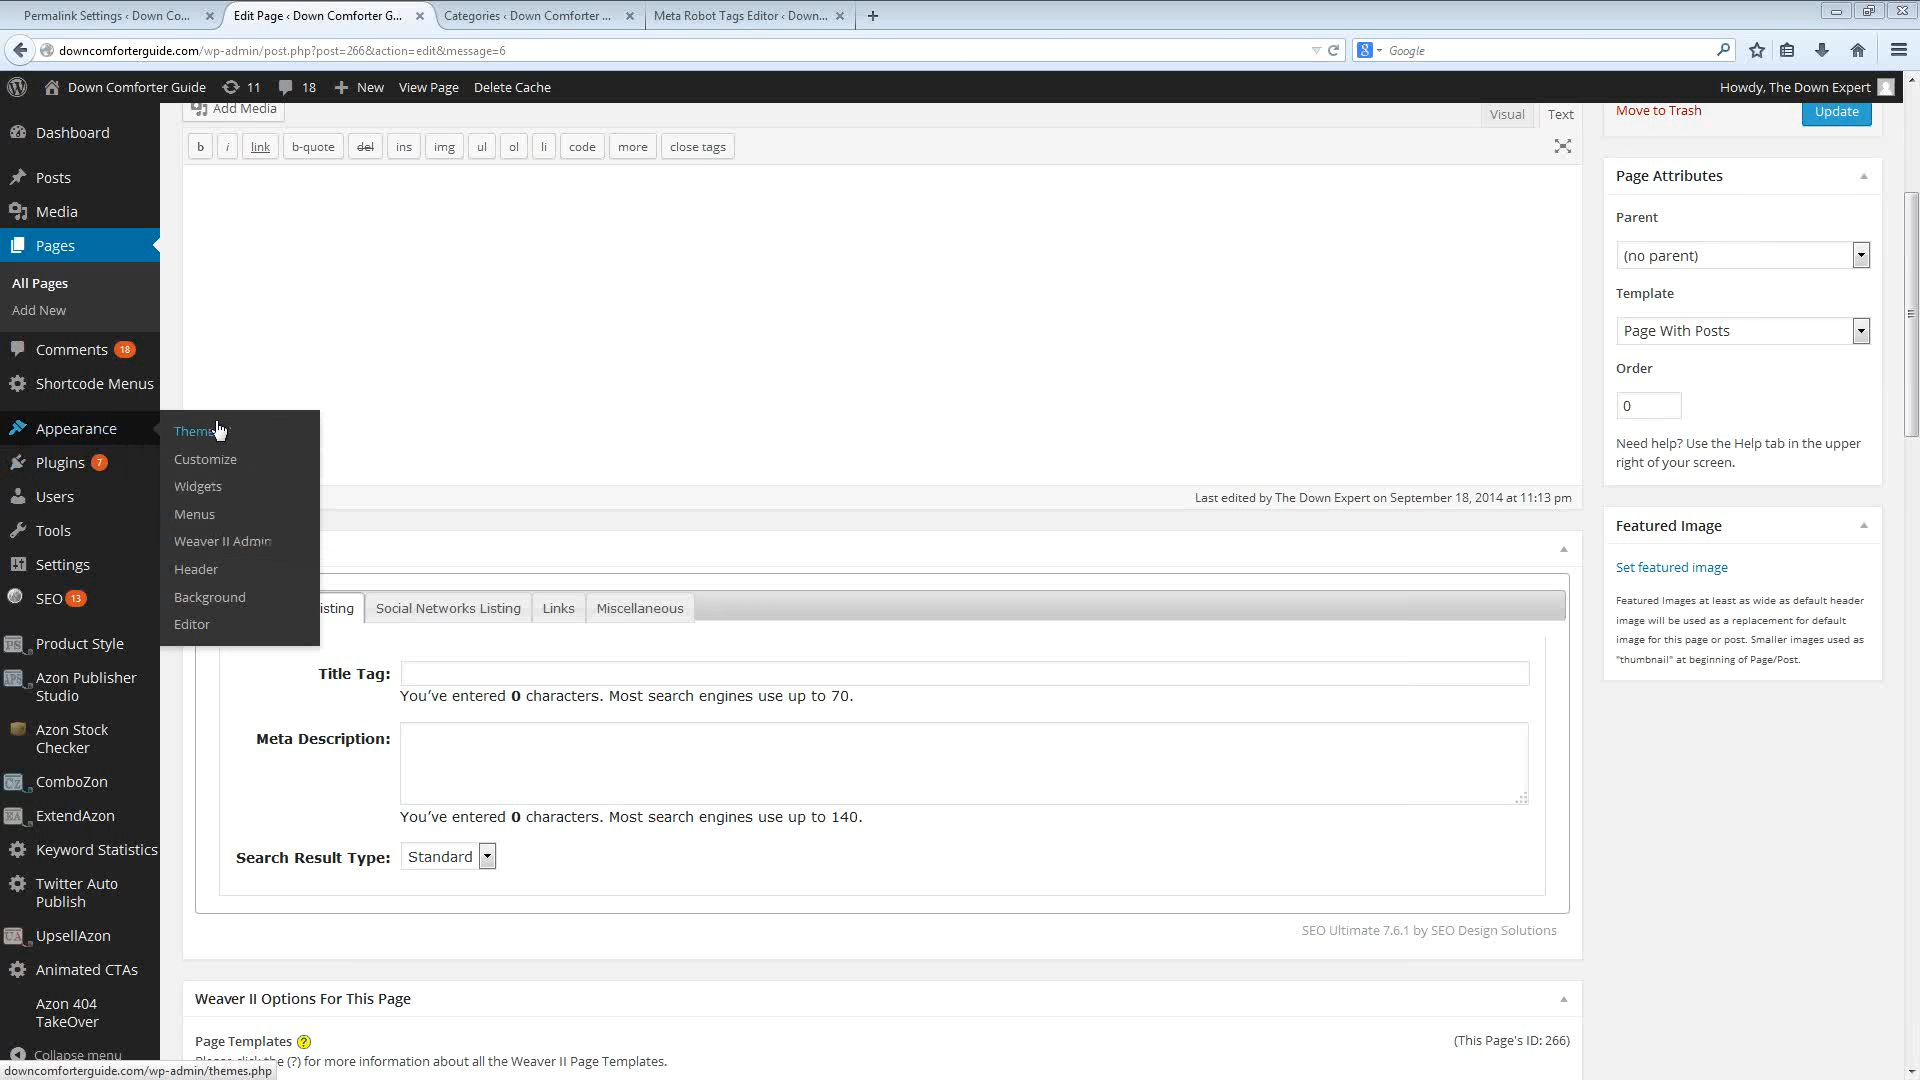 Permalink Settings ‹ Down Co...
Edit Page ‹ Down Comforter G...
Categories ‹ Down Comforter ...
Meta Robot Tags Editor ‹ Down...
downcomforterguide.com/wp-admin/post.php?post=266&action=edit&message=6
Google
Down Comforter Guide
11
18
New
View Page
Delete Cache
Howdy, The Down Expert
Dashboard
Posts
Media
Pages
All Pages
Add New
Comments 18
Shortcode Menus
Appearance
Plugins 7
Users
Tools
Settings
SEO 13
Product Style
Azon Publisher
Studio
Azon Stock
Checker
ComboZon
ExtendAzon
Keyword Statistics
Twitter Auto
Publish
UpsellAzon
Animated CTAs
Azon 404
TakeOver
Collapse menu
downcomforterguide.com/wp-admin/themes.php
Customize
Widgets
Menus
Weaver II Admin
Header
Background
Editor
Add Media
Visual
Text
b
i
link
b-quote
del
ins
img
ul
ol
li
code
more
close tags
Last edited by The Down Expert on September 18, 2014 at 11:13 pm
isting
Social Networks Listing
Links
Miscellaneous
Title Tag:
You've entered 0 characters. Most search engines use up to 70.
Meta Description:
You've entered 0 characters. Most search engines use up to 140.
Search Result Type:
Standard
SEO Ultimate 7.6.1 by SEO Design Solutions
Weaver II Options For This Page
Page Templates ?
(This Page's ID: 266)
the (?) for more information about all the Weaver II Page Templates.
Move to Trash
Update
Page Attributes
Parent
(no parent)
Template
Page With Posts
Order
0
Need help? Use the Help tab in the upper
right of your screen.
Featured Image
Set featured image
Featured Images at least as wide as default header
image will be used as a replacement for default
image for this page or post. Smaller images used as
"thumbnail" at beginning of Page/Post.